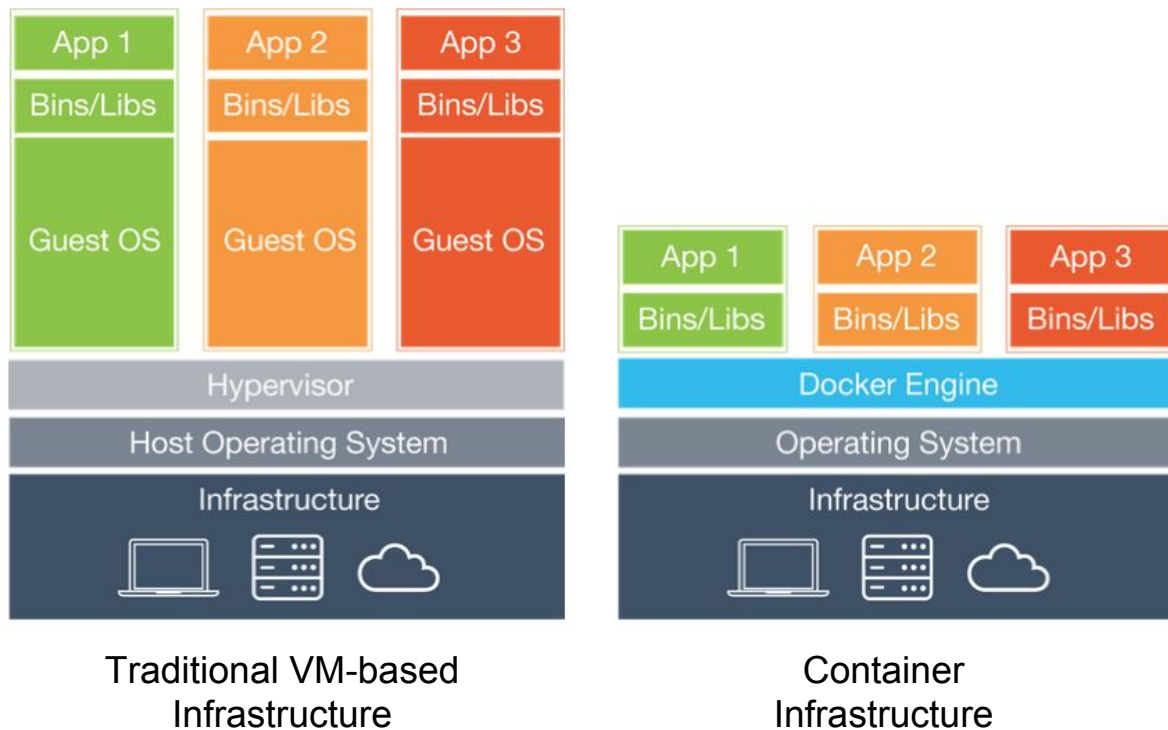 App 1
App 2
App 3
Bins/Libs
Bins/Libs
Bins/Libs
Guest OS
Guest OS
Guest OS
Hypervisor
Host Operating System
Infrastructure
Traditional VM-based
Infrastructure
App 1
App 2
App 3
Bins/Libs
Bins/Libs
Bins/Libs
Docker Engine
Operating System
Infrastructure
Container
Infrastructure